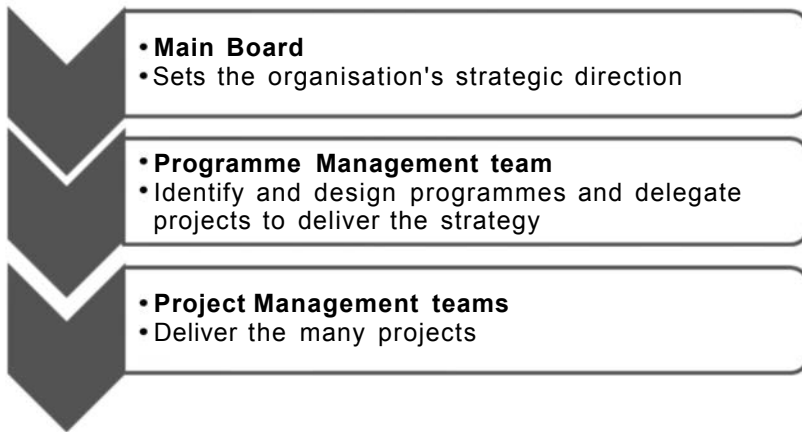 • Main Board
• Sets the organisation's strategic direction
• Programme Management team
• Identify and design programmes and delegate
projects to deliver the strategy
• Project Management teams
• Deliver the many projects